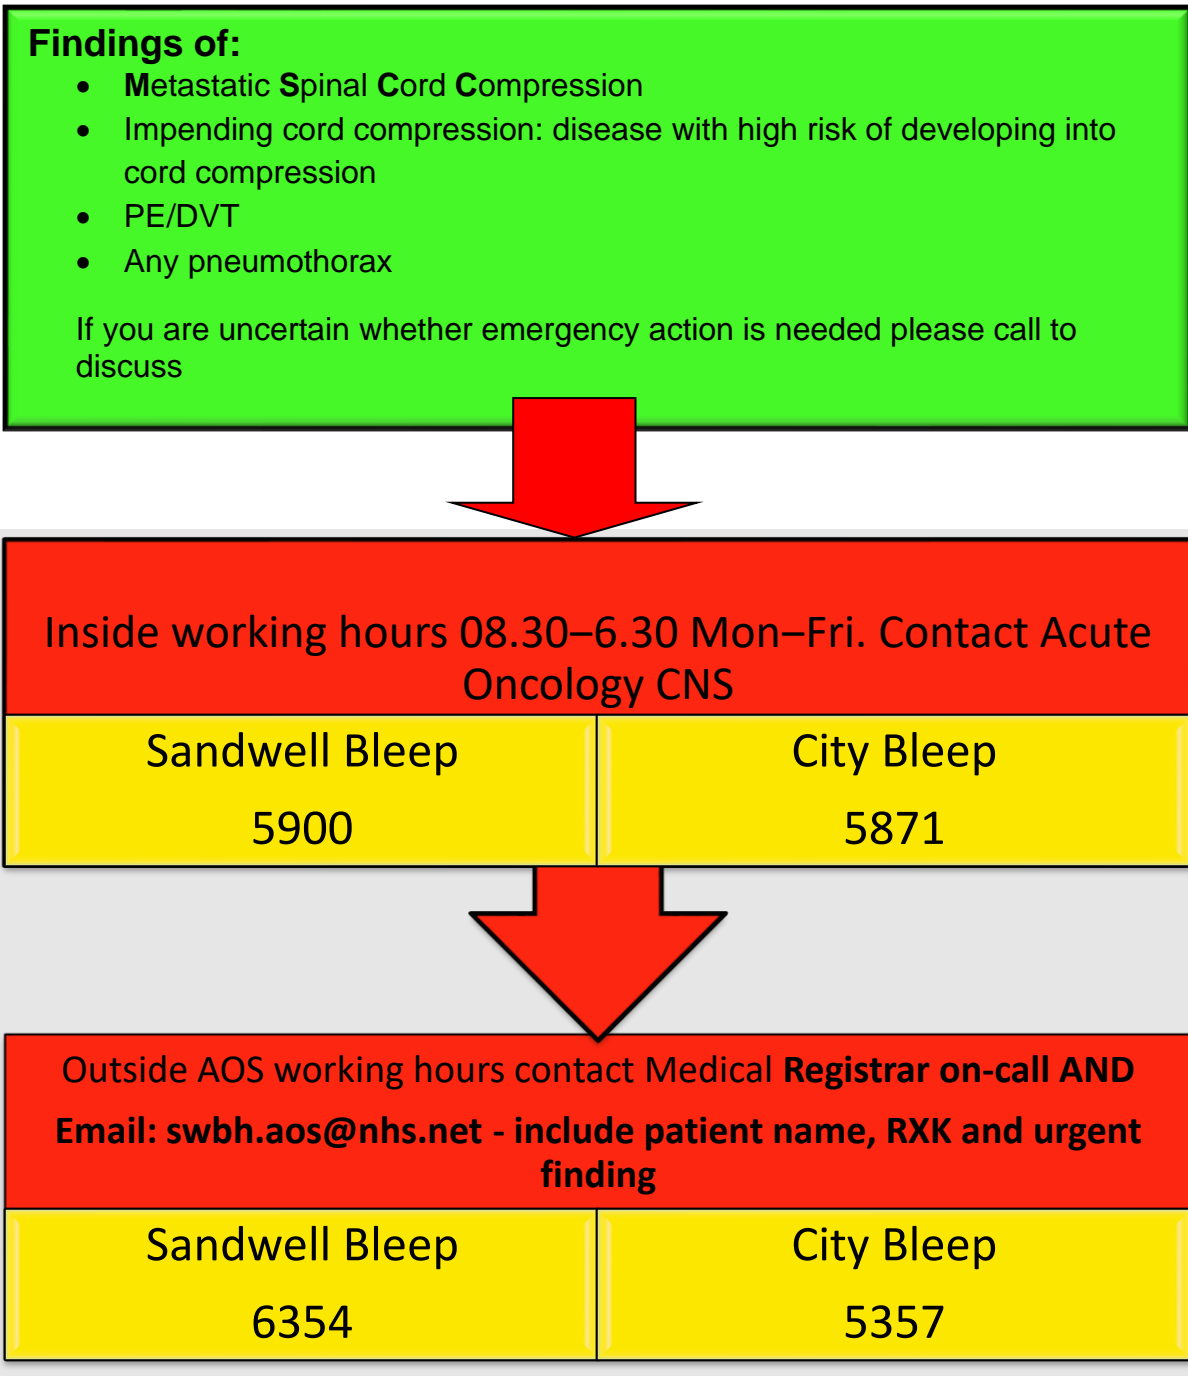 Findings of:
• Metastatic Spinal Cord Compression
• Impending cord compression: disease with high risk of developing into
cord compression
• PE/DVT
• Any pneumothorax
If you are uncertain whether emergency action is needed please call to
discuss
Inside working hours 08.30–6.30 Mon–Fri. Contact Acute
Oncology CNS
Sandwell Bleep
5900
City Bleep
5871
Outside AOS working hours contact Medical Registrar on-call AND
Email: swbh.aos@nhs.net - include patient name, RXK and urgent
finding
Sandwell Bleep
6354
City Bleep
5357